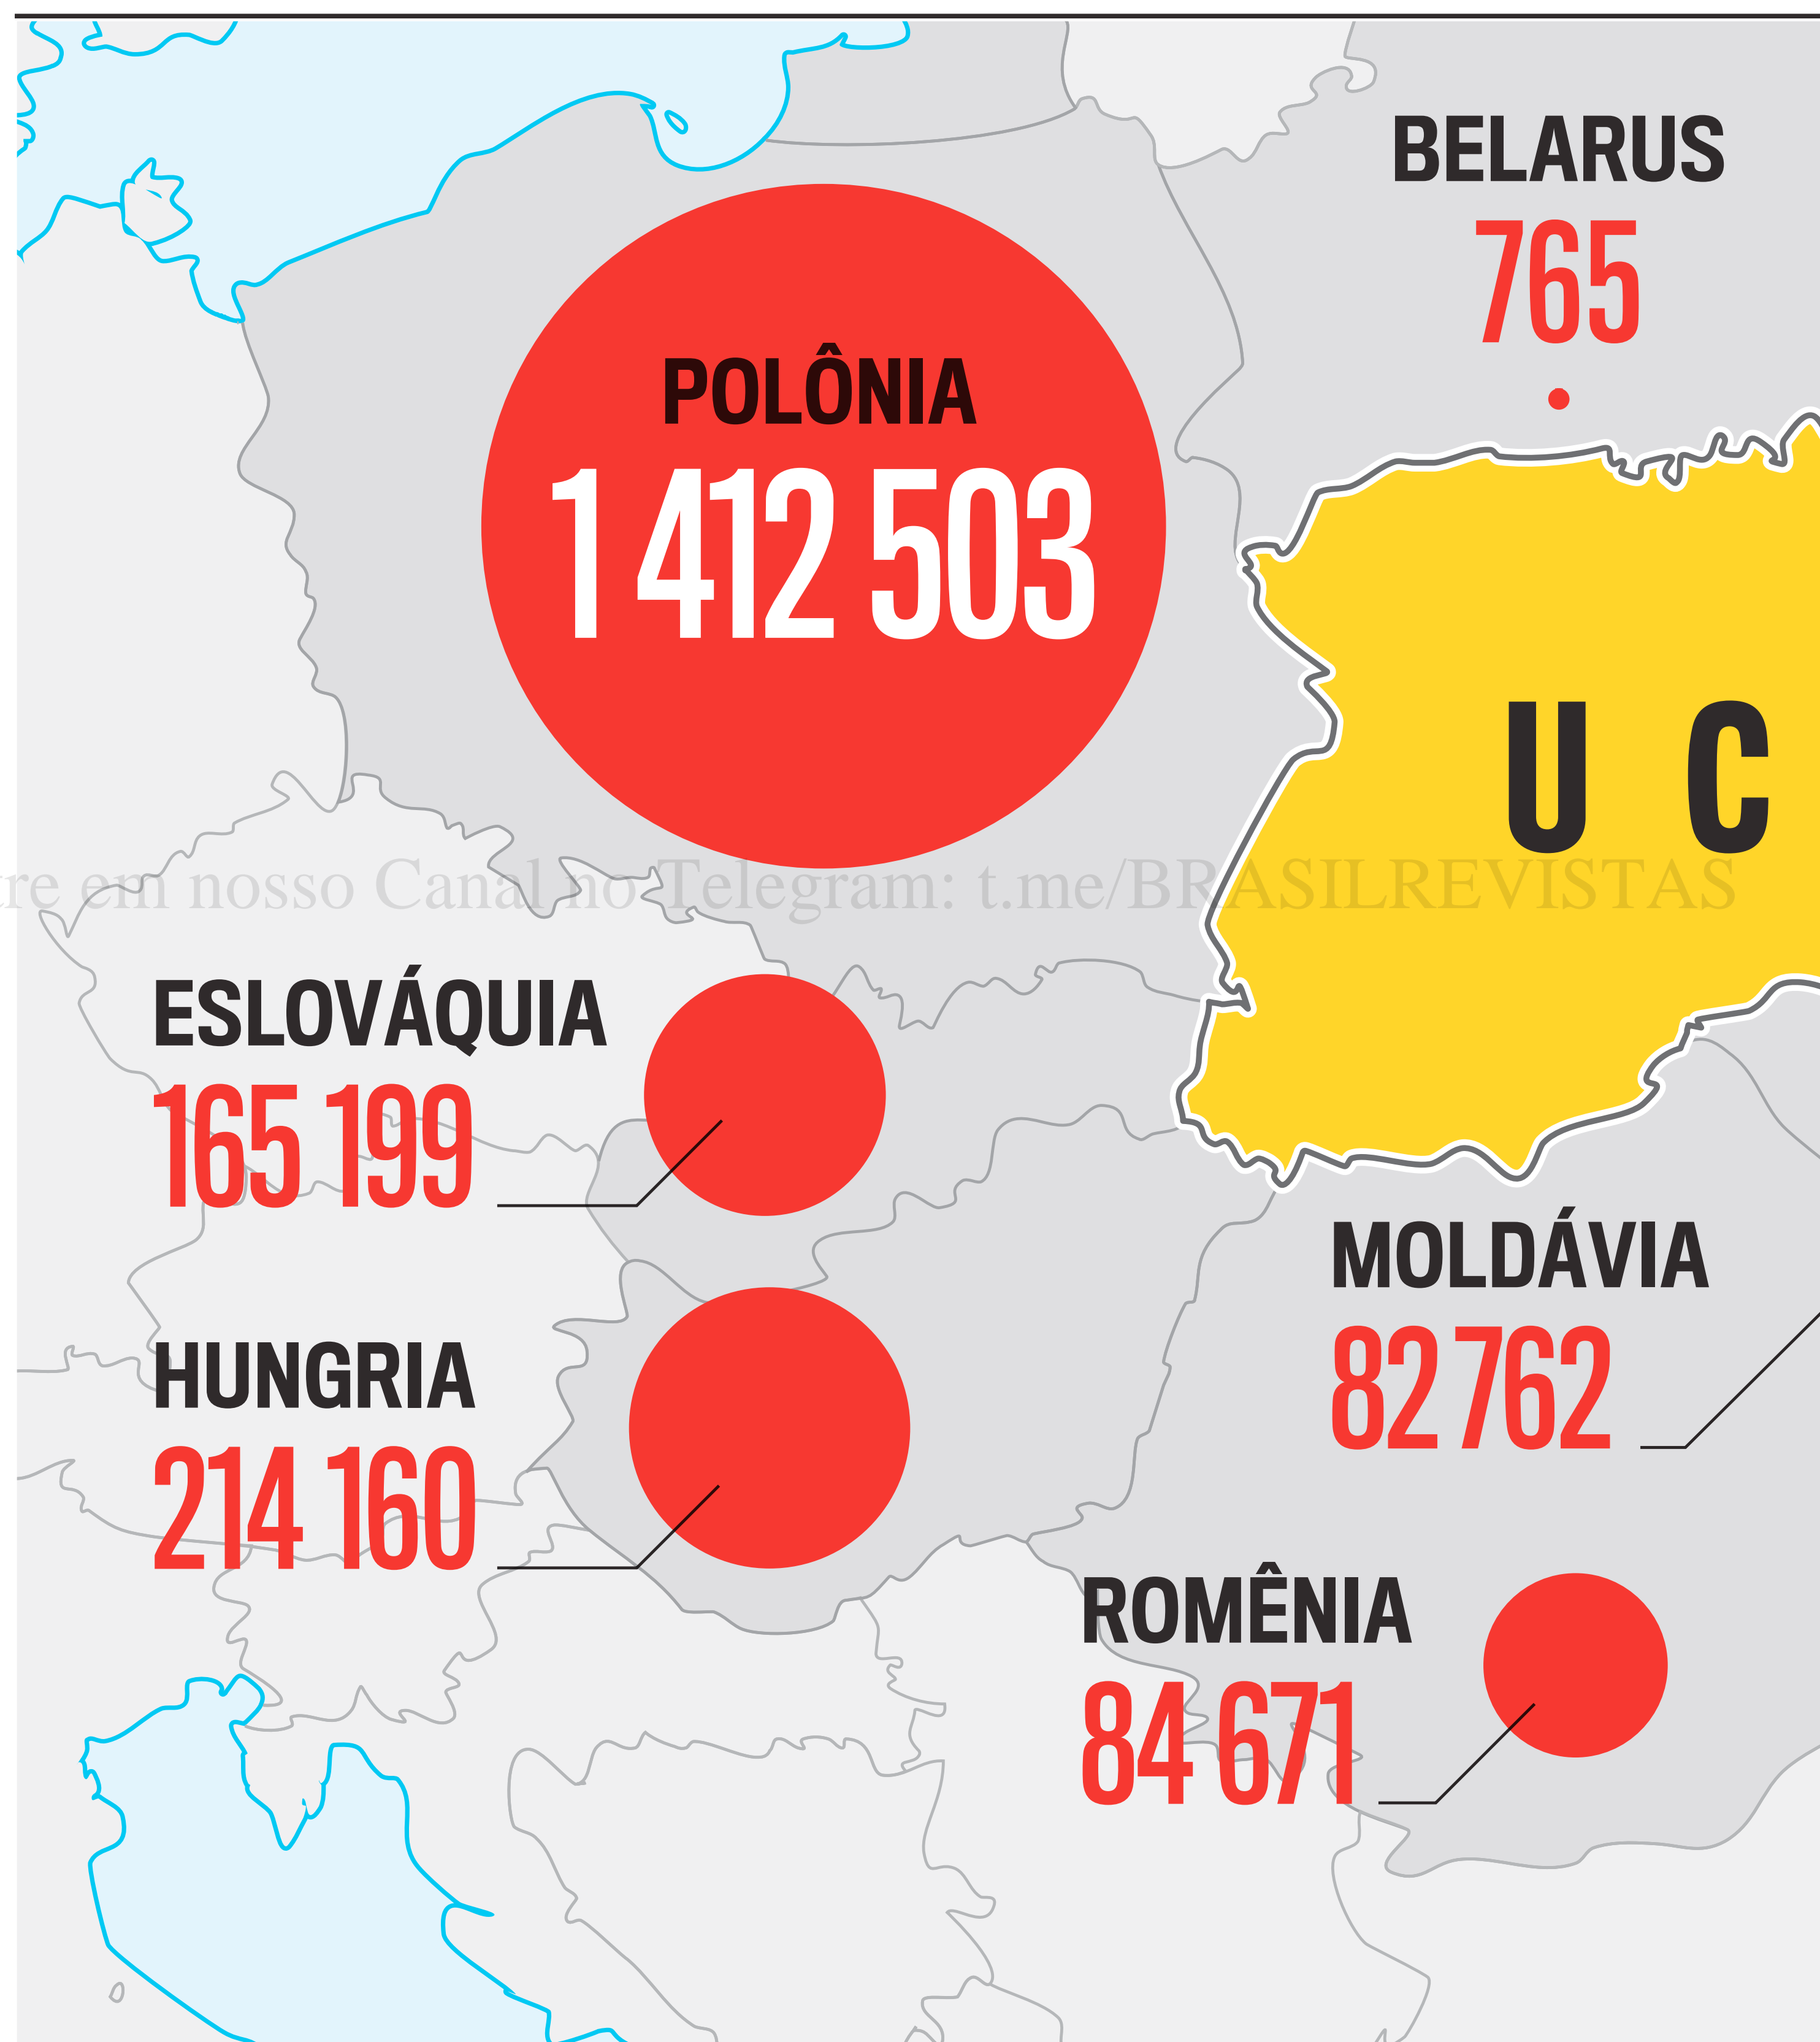 BELARUS
765
POLÔNIA
1 412 503
U C
re em nosso Canal no Telegram: t.me/BRASILREVISTAS
ESLOVÁQUIA
165 199
MOLDÁVIA
82 762
HUNGRIA
214 160
ROMÊNIA
84 671